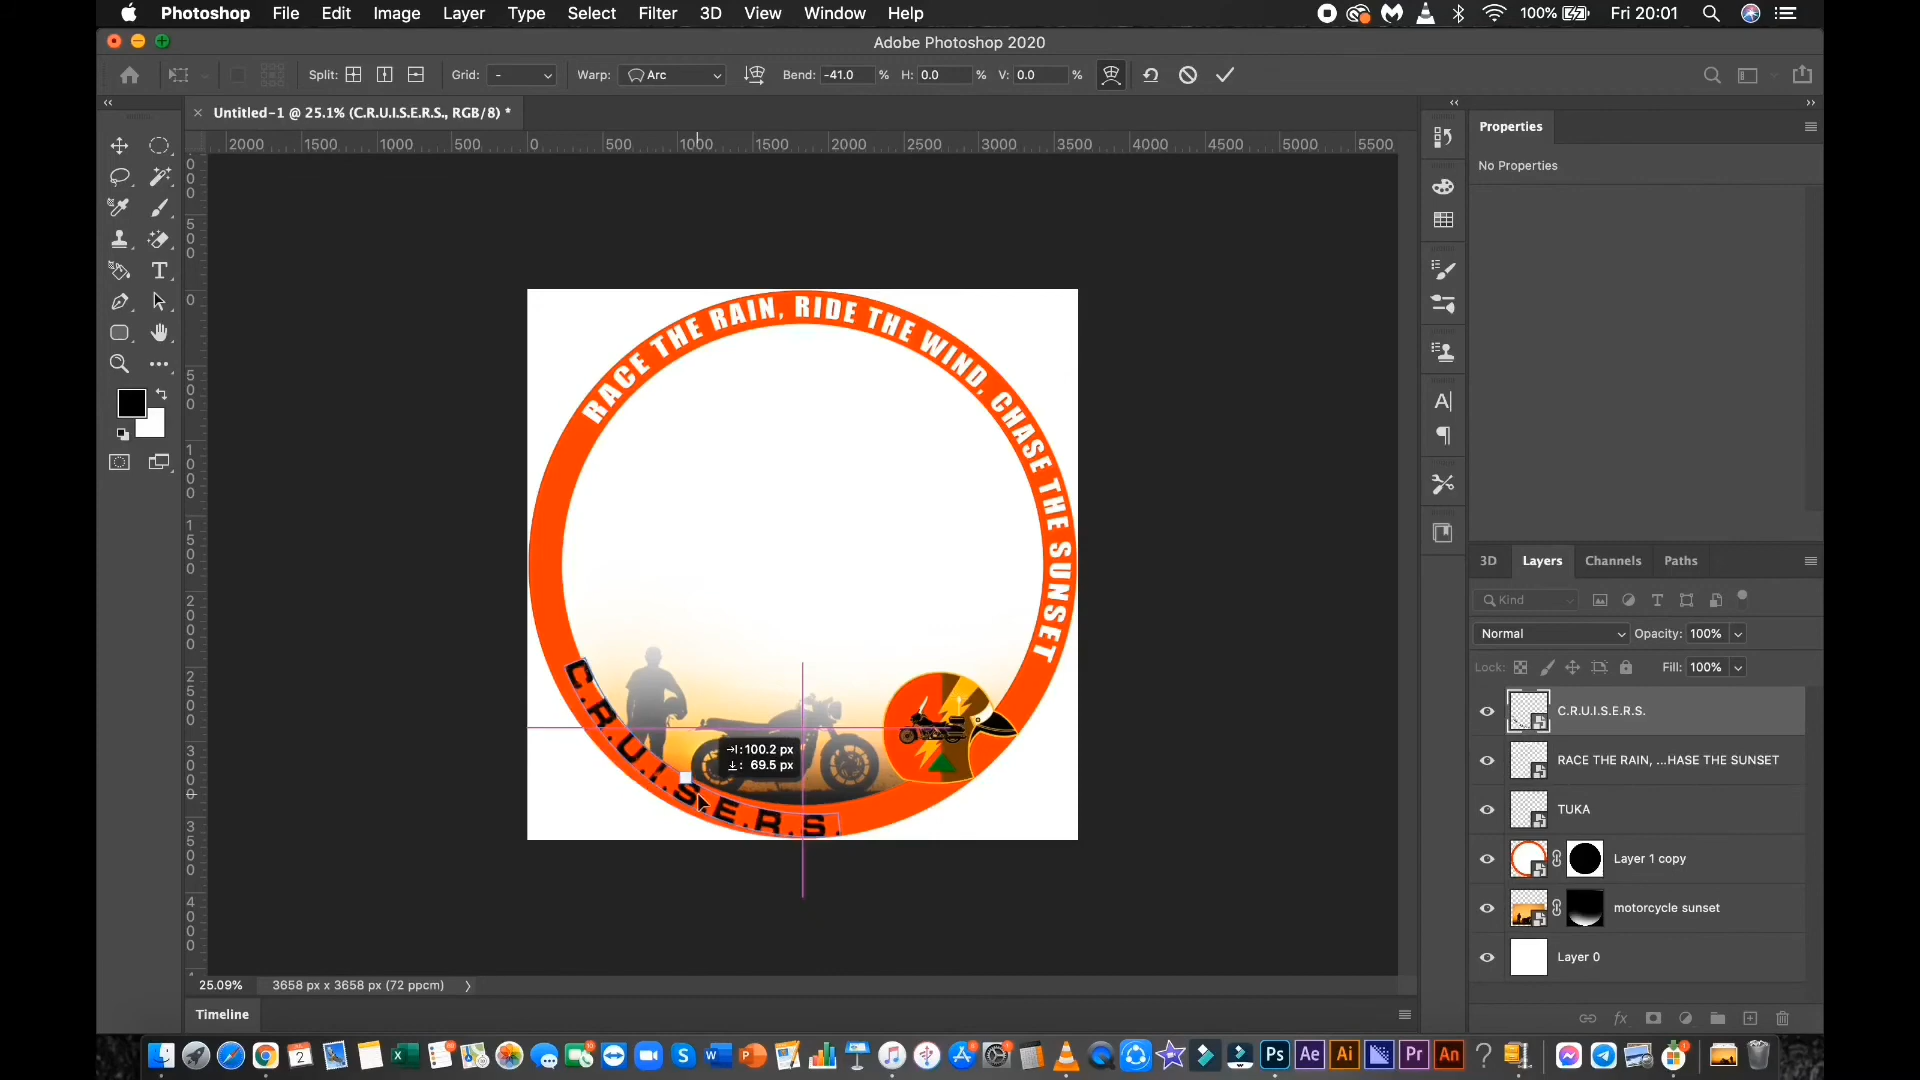 Photoshop File Edit Image Layer Type Select Filter 3D View Window Help 100% Fri 20:01
Adobe Photoshop 2020
Split: Grid: - Warp: Arc Bend: -41.0 % H: 0.0 % V: 0.0 %
Untitled-1 @ 25.1% (C.R.U.I.S.E.R.S., RGB/8) *
2000 1500 1000 500 0 500 1000 1500 2000 2500 3000 3500 4000 4500 5000 5500
RACE THE RAIN, RIDE THE WIND, CHASE THE SUNSET
C.R.U.I.S.E.R.S.
→|: 100.2 px
↓: 69.5 px
25.09% 3658 px x 3658 px (72 ppcm)
Timeline
Properties
No Properties
3D Layers Channels Paths
Kind
Normal Opacity: 100%
Lock: Fill: 100%
C.R.U.I.S.E.R.S.
RACE THE RAIN, ...HASE THE SUNSET
TUKA
Layer 1 copy
motorcycle sunset
Layer 0
Ps Ae Ai Pr An